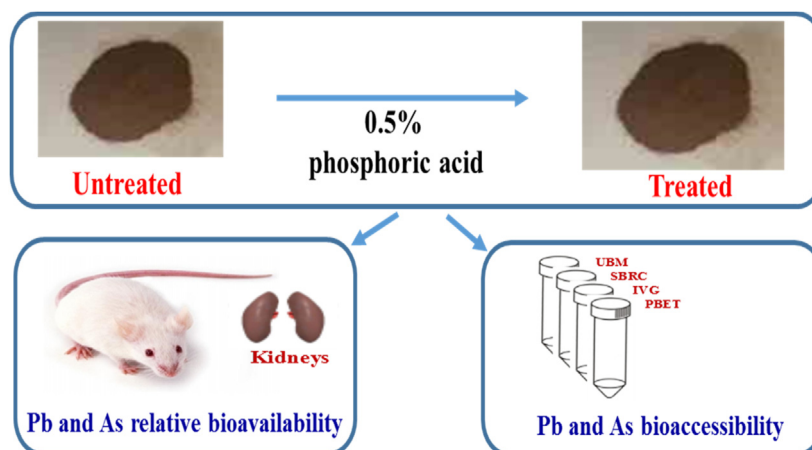 0.5%
phosphoric acid
Untreated
Treated
UBM
SBRC
IVG
PBET
Kidneys
Pb and As relative bioavailability
Pb and As bioaccessibility